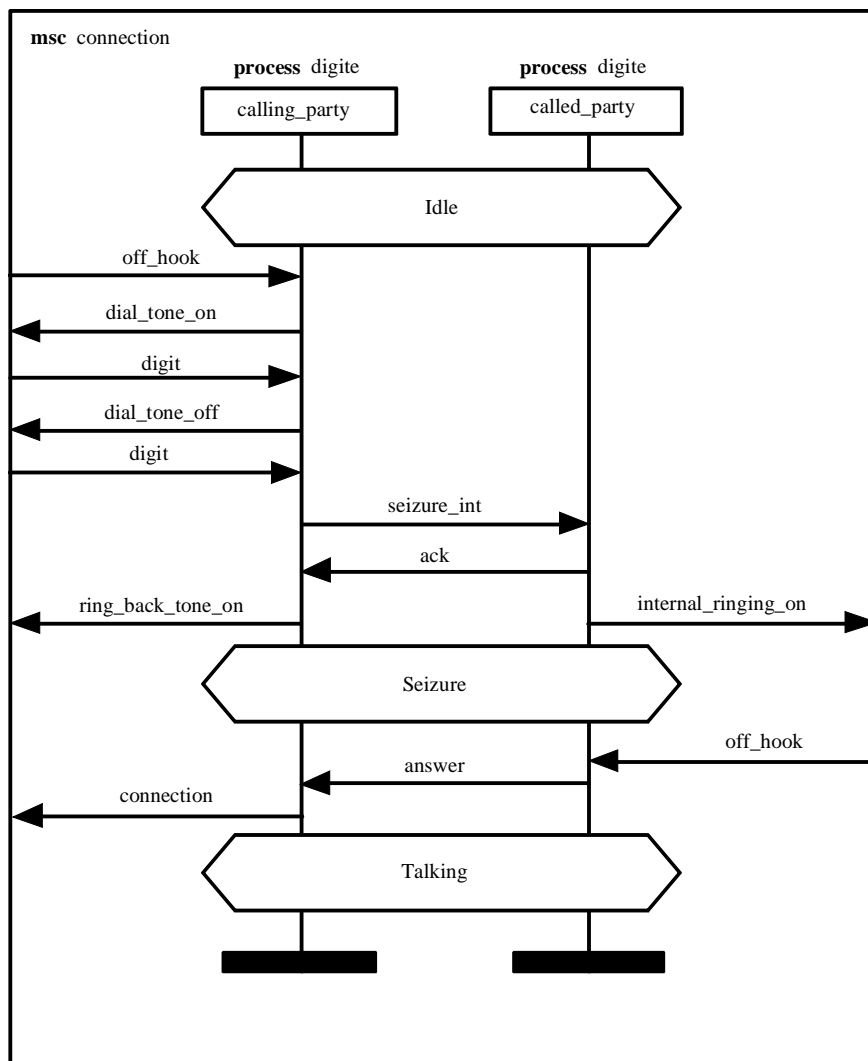 msc connection
process digite
process digite
calling_party
called_party
Idle
off_hook
dial_tone_on
digit
dial_tone_off
digit
seizure_int
ack
ring_back_tone_on
internal_ringing_on
Seizure
off_hook
answer
connection
Talking